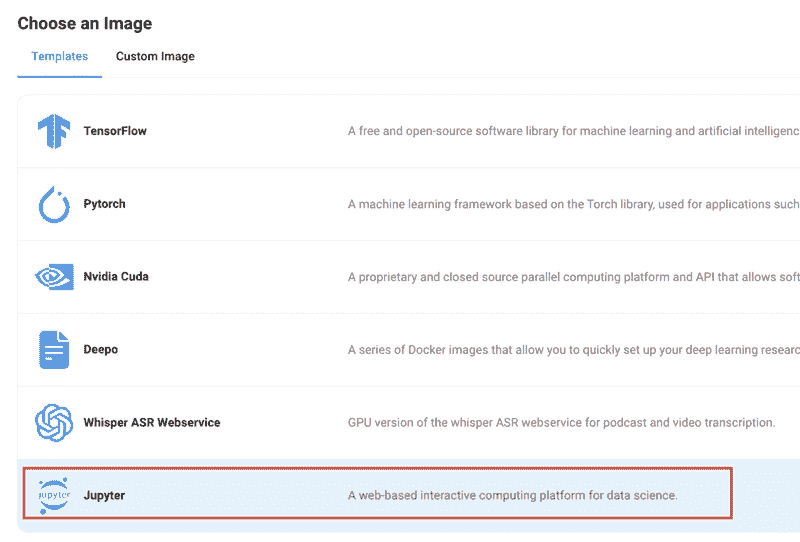 Choose an Image
Templates Custom Image
TensorFlow A free and open-source software library for machine learning and artificial intelligenc
Pytorch A machine learning framework based on the Torch library, used for applications such
Nvidia Cuda A proprietary and closed source parallel computing platform and API that allows soft
Deepo A series of Docker images that allow you to quickly set up your deep learning researc
Whisper ASR Webservice GPU version of the whisper ASR webservice for podcast and video transcription.
jupyter Jupyter A web-based interactive computing platform for data science.